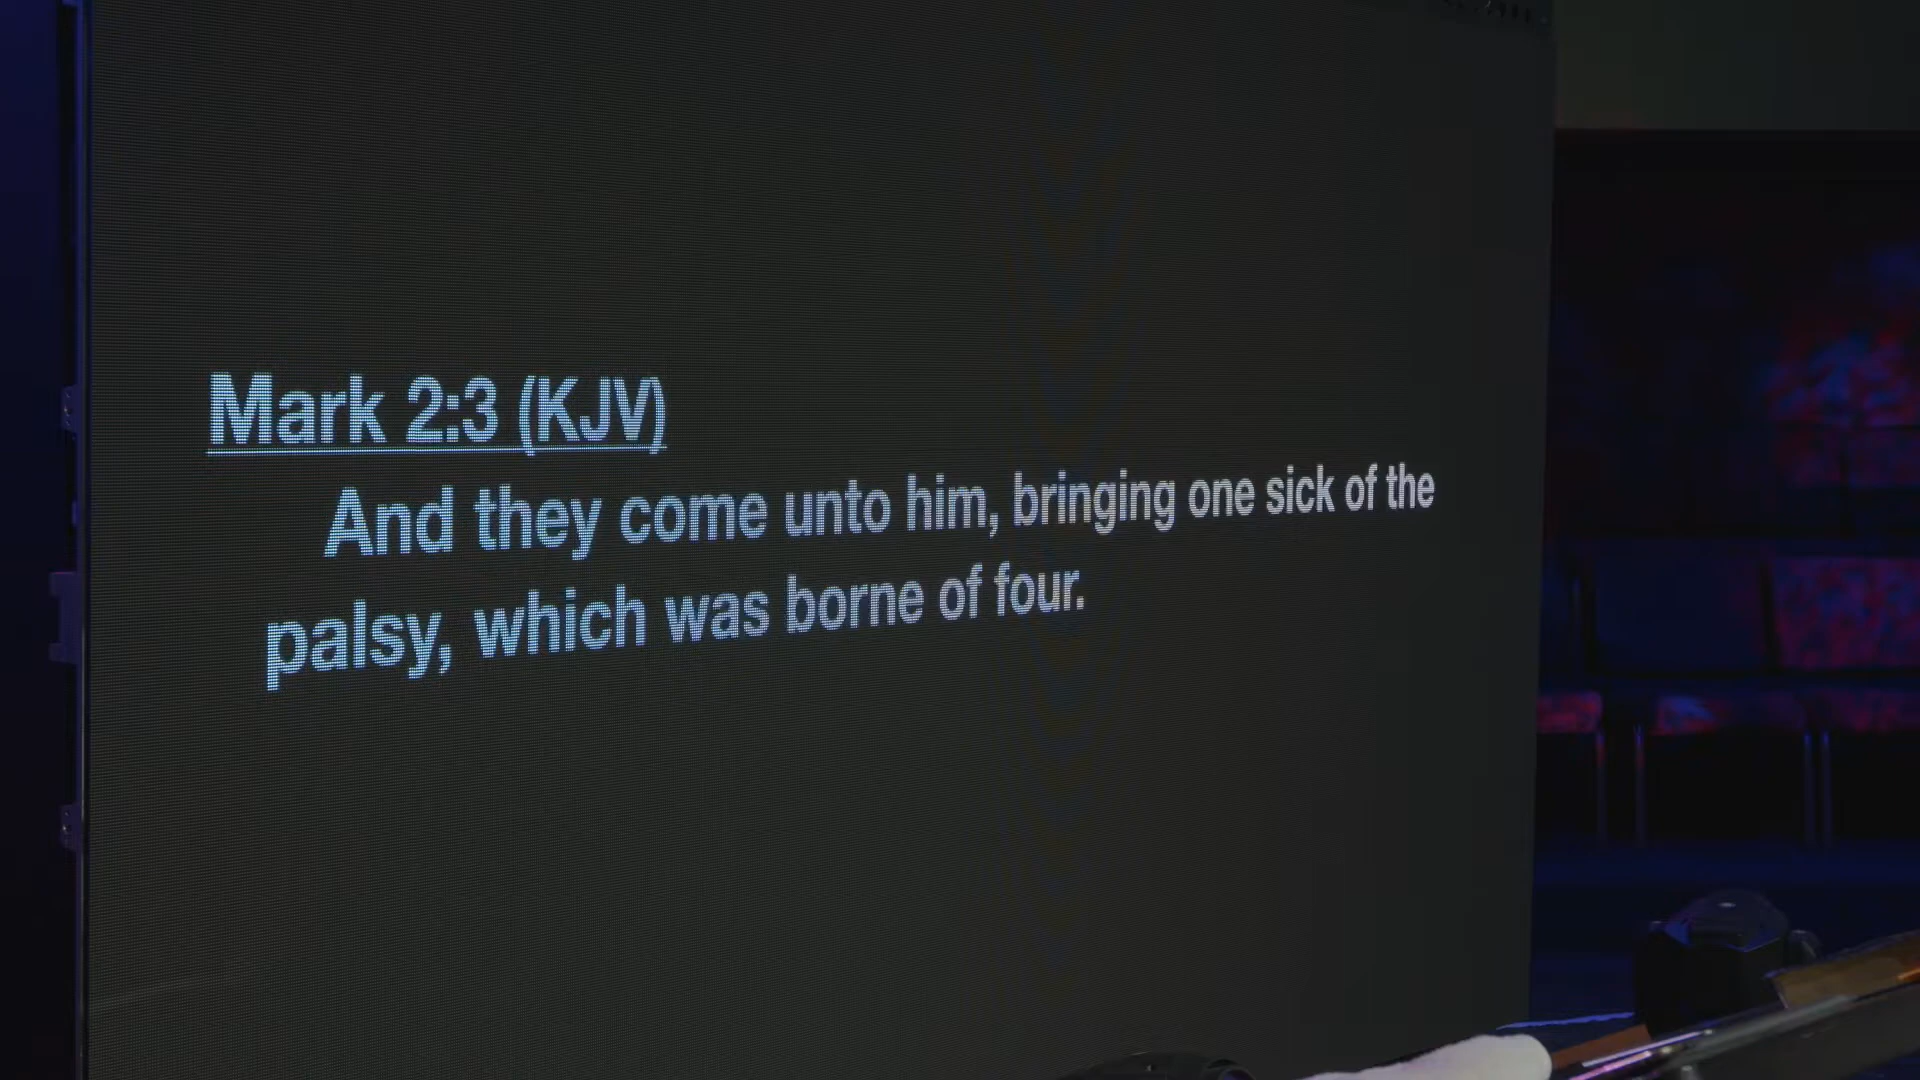 Mark 2:3 (KJV)
And they come unto him, bringing one sick of the
palsy, which was borne of four.